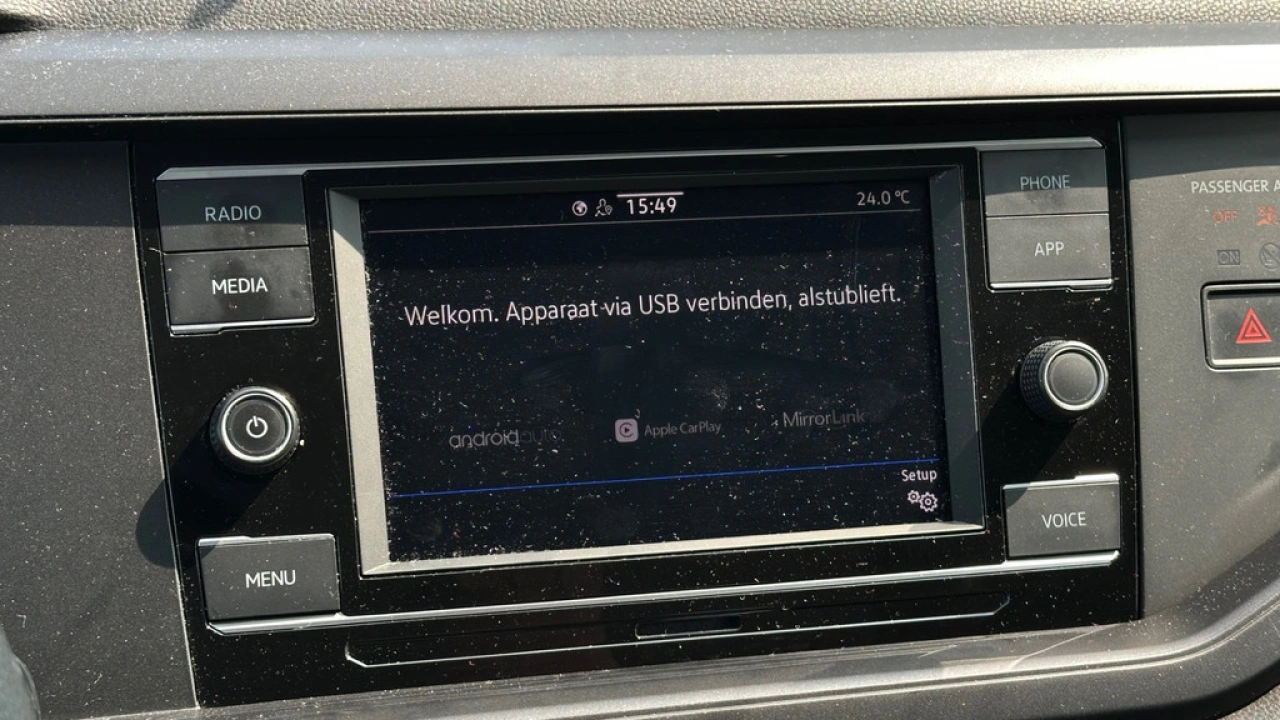 RADIO
MEDIA
MENU
15:49
24.0 °C
Welkom. Apparaat via USB verbinden, alstublieft.
androidauto
Apple CarPlay
MirrorLink
Setup
PHONE
APP
VOICE
PASSENGER A
OFF
ON